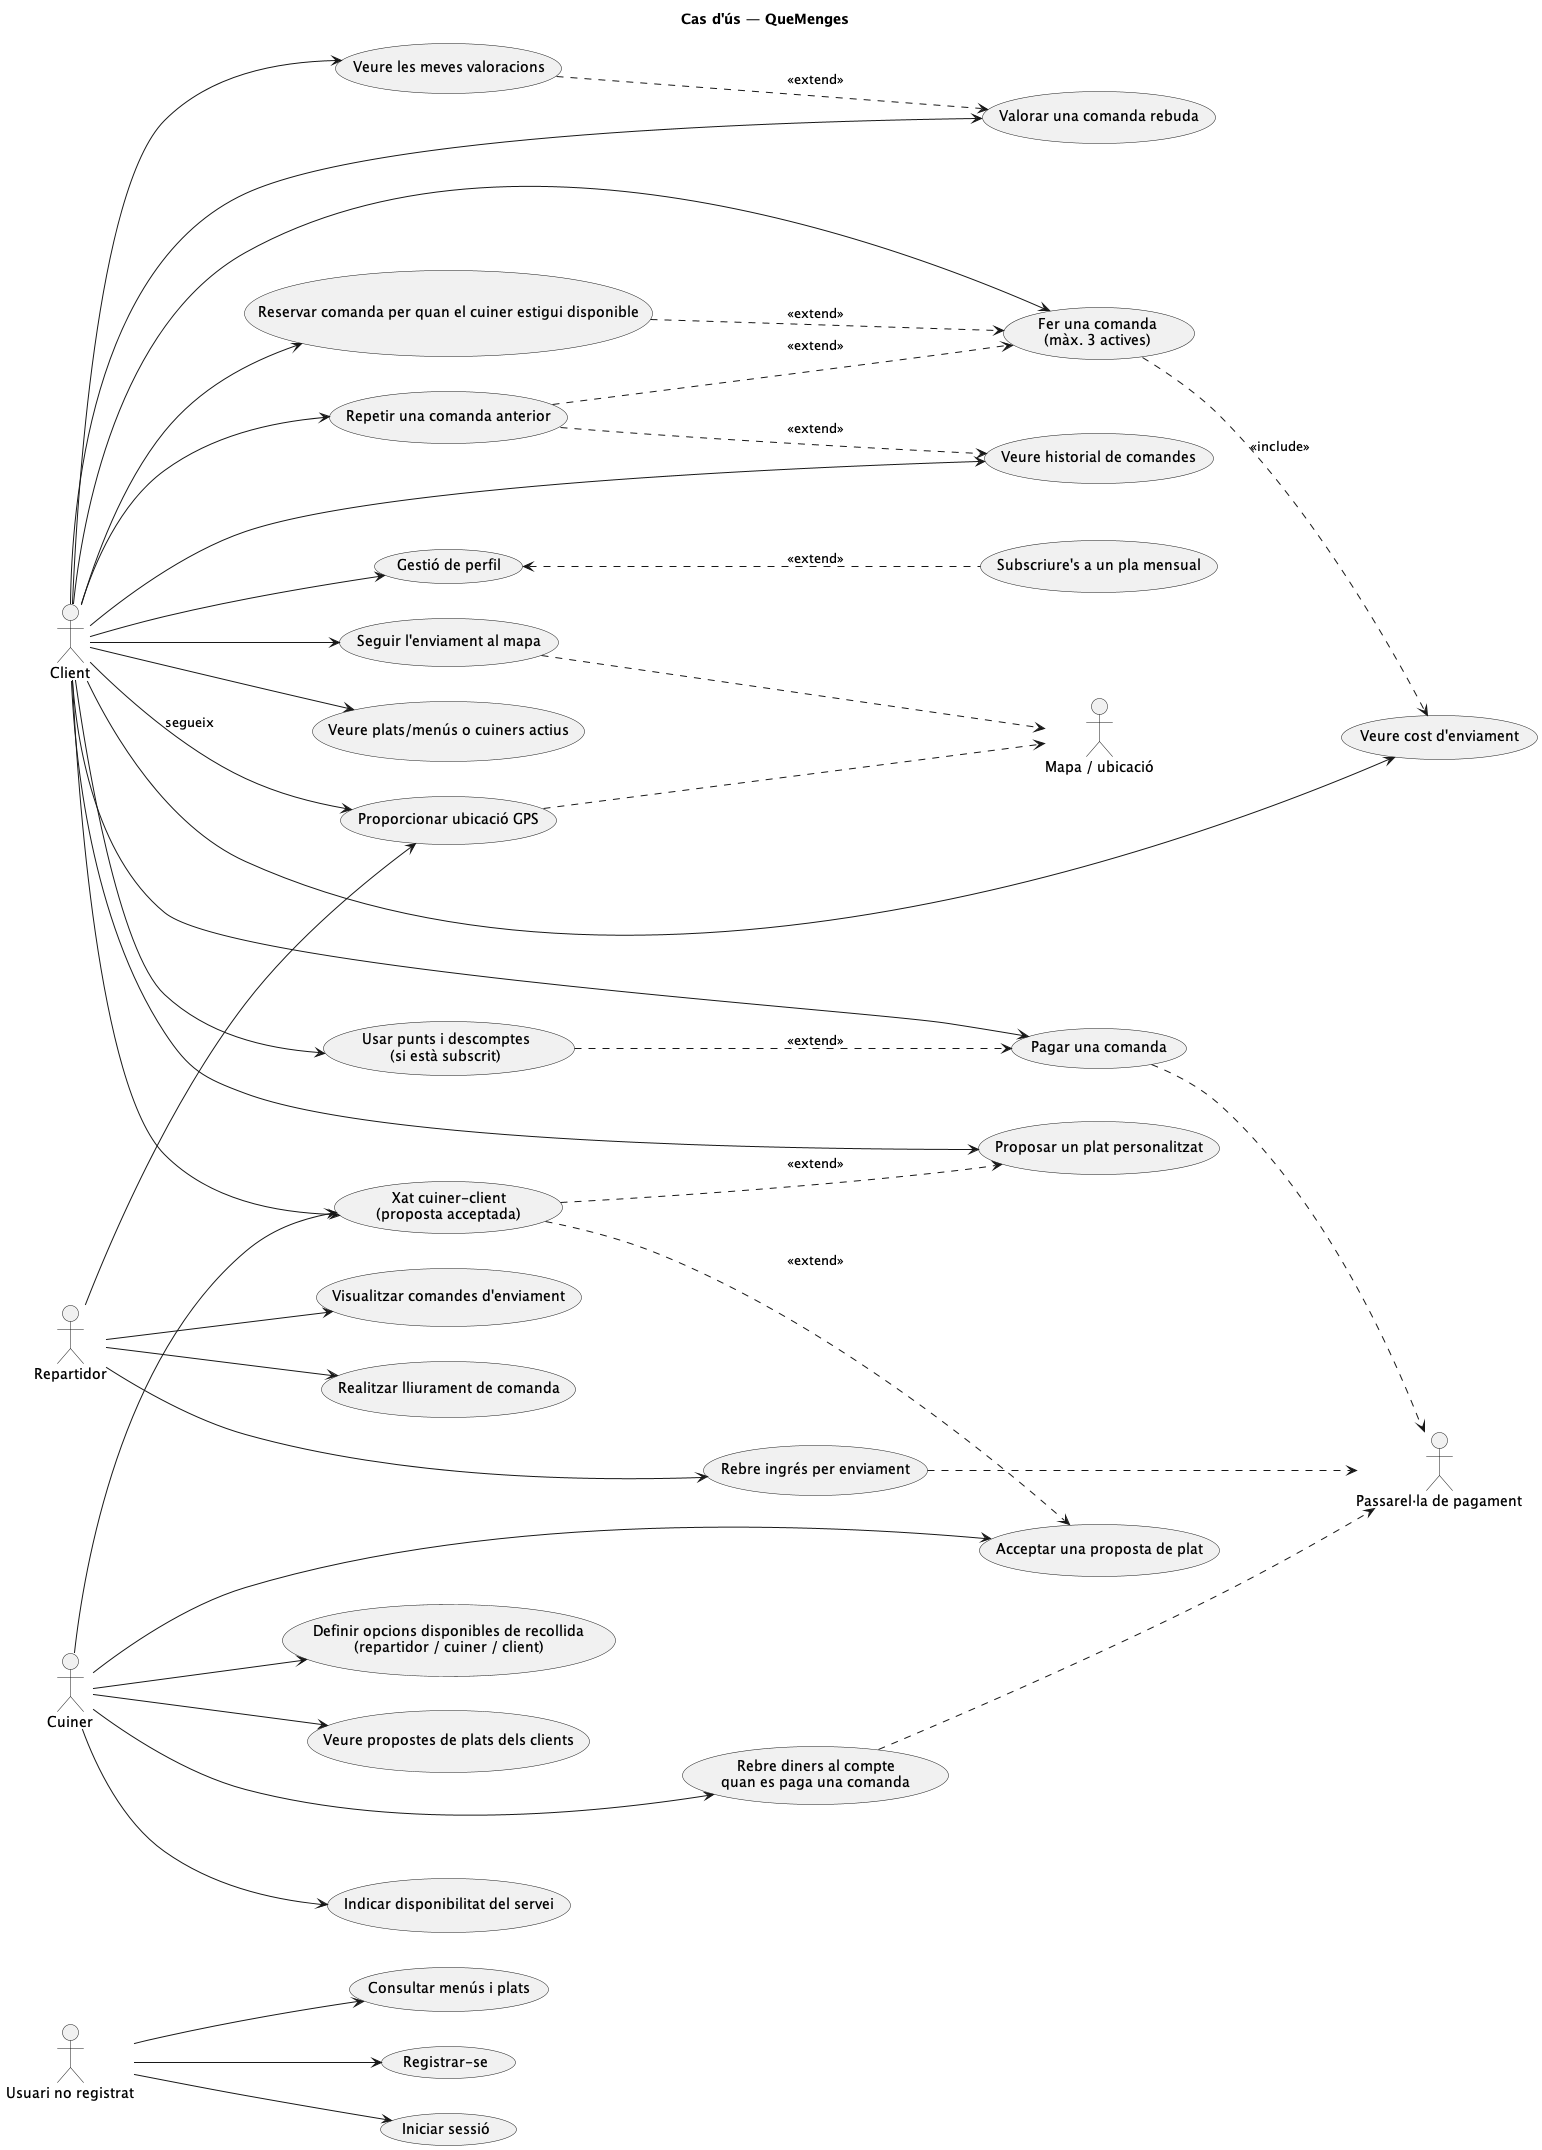 Cas d'ús — QueMenges
Veure les meves valoracions
«extend»
Valorar una comanda rebuda
Reservar comanda per quan el cuiner estigui disponible
«extend»
Fer una comanda
(màx. 3 actives)
«extend»
Repetir una comanda anterior
«extend»
Veure historial de comandes
«include»
Gestió de perfil
«extend»
Subscriure's a un pla mensual
Seguir l'enviament al mapa
Client
segueix
Veure plats/menús o cuiners actius
Mapa / ubicació
Veure cost d'enviament
Proporcionar ubicació GPS
Usar punts i descomptes
(si està subscrit)
«extend»
Pagar una comanda
Proposar un plat personalitzat
«extend»
Xat cuiner-client
(proposta acceptada)
«extend»
Visualitzar comandes d'enviament
Repartidor
Realitzar lliurament de comanda
Rebre ingrés per enviament
Passarel·la de pagament
Acceptar una proposta de plat
Definir opcions disponibles de recollida
(repartidor / cuiner / client)
Cuiner
Veure propostes de plats dels clients
Rebre diners al compte
quan es paga una comanda
Indicar disponibilitat del servei
Consultar menús i plats
Registrar-se
Usuari no registrat
Iniciar sessió